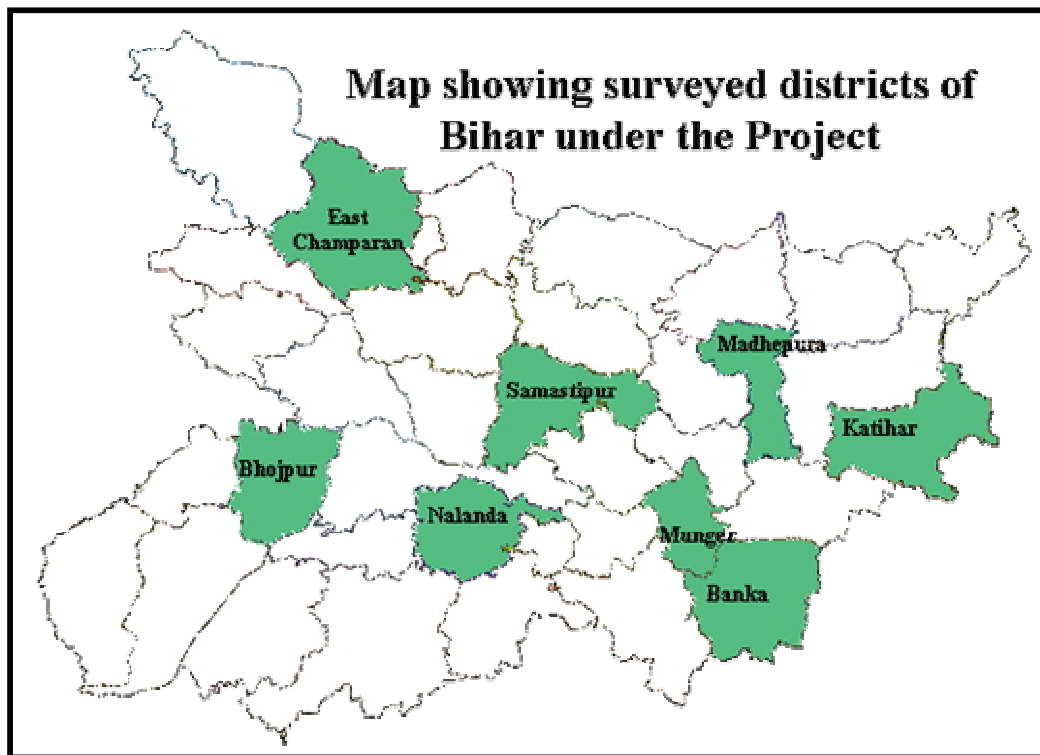 Map showing surveyed districts of
Bihar under the Project
East
Champaran
Madhepura
Samastipur
Katihar
Bhojpur
Nalanda
Munger
Banka